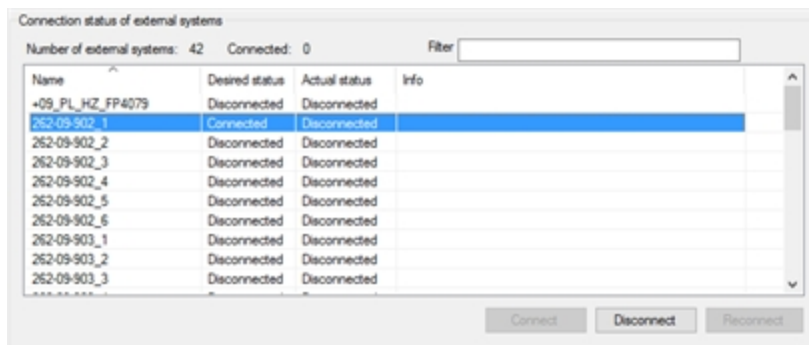 Connection status of external systems
Number of external systems: 42 Connected: 0 Filter
Name Desired status Actual status Info
+09_PL_HZ_FP4079 Disconnected Disconnected
262-09-902_1 Connected Disconnected
262-09-902_2 Disconnected Disconnected
262-09-902_3 Disconnected Disconnected
262-09-902_4 Disconnected Disconnected
262-09-902_5 Disconnected Disconnected
262-09-902_6 Disconnected Disconnected
262-09-903_1 Disconnected Disconnected
262-09-903_2 Disconnected Disconnected
262-09-903_3 Disconnected Disconnected
Connect Disconnect Reconnect